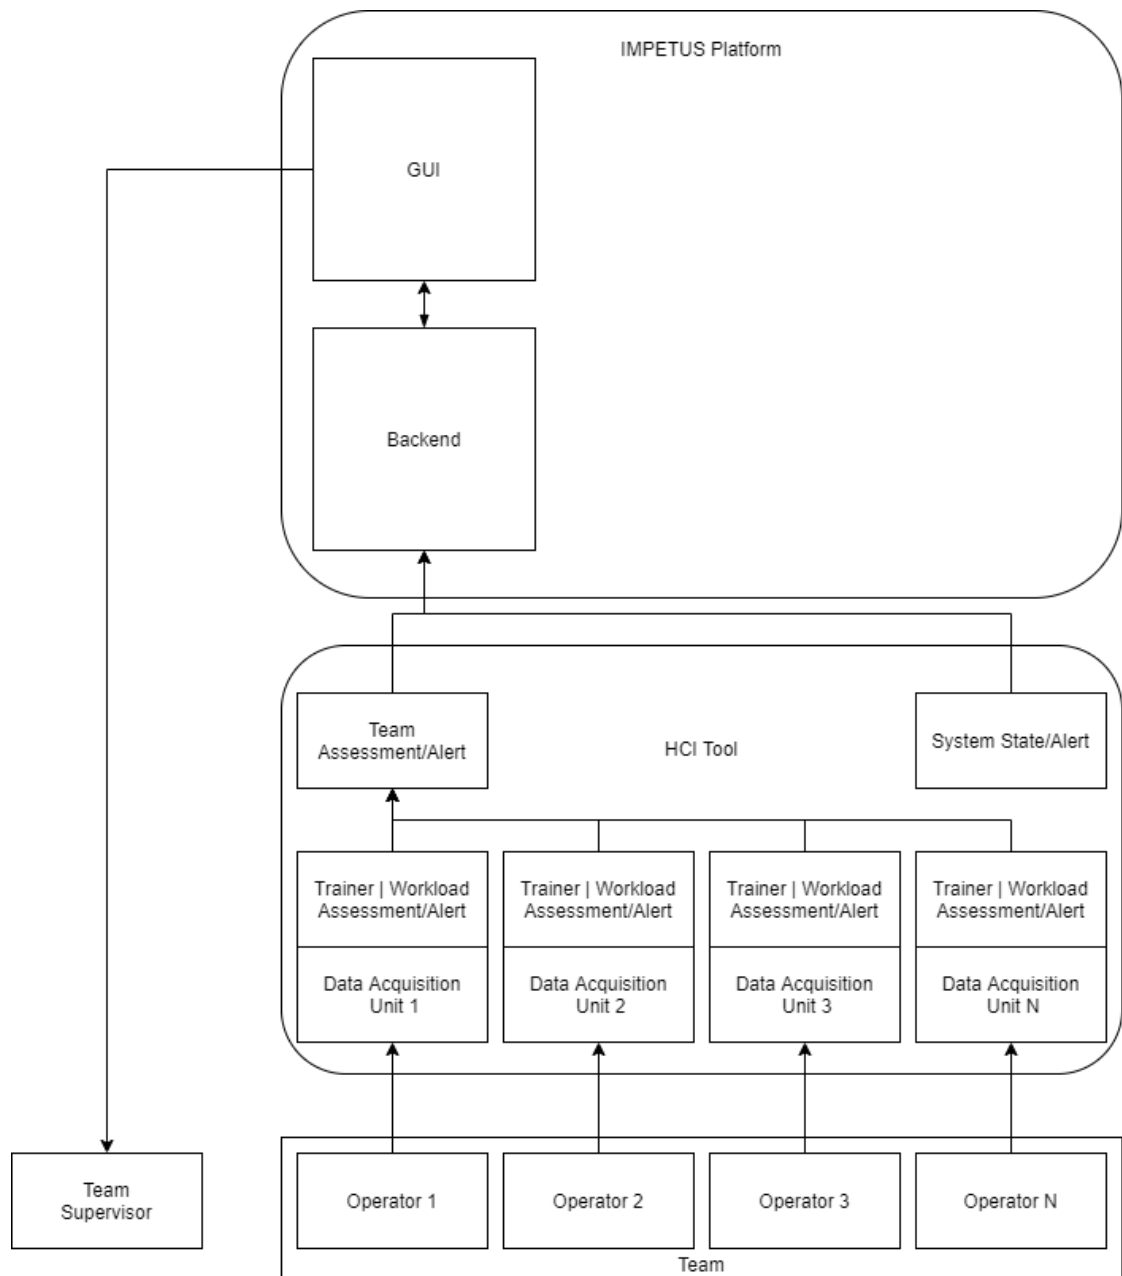 IMPETUS Platform
GUI
Backend
Team
Assessment/Alert
HCI Tool
System State/Alert
Trainer | Workload
Assessment/Alert
Trainer | Workload
Assessment/Alert
Trainer | Workload
Assessment/Alert
Trainer | Workload
Assessment/Alert
Data Acquisition
Unit 1
Data Acquisition
Unit 2
Data Acquisition
Unit 3
Data Acquisition
Unit N
Team
Supervisor
Operator 1
Operator 2
Operator 3
Operator N
Team